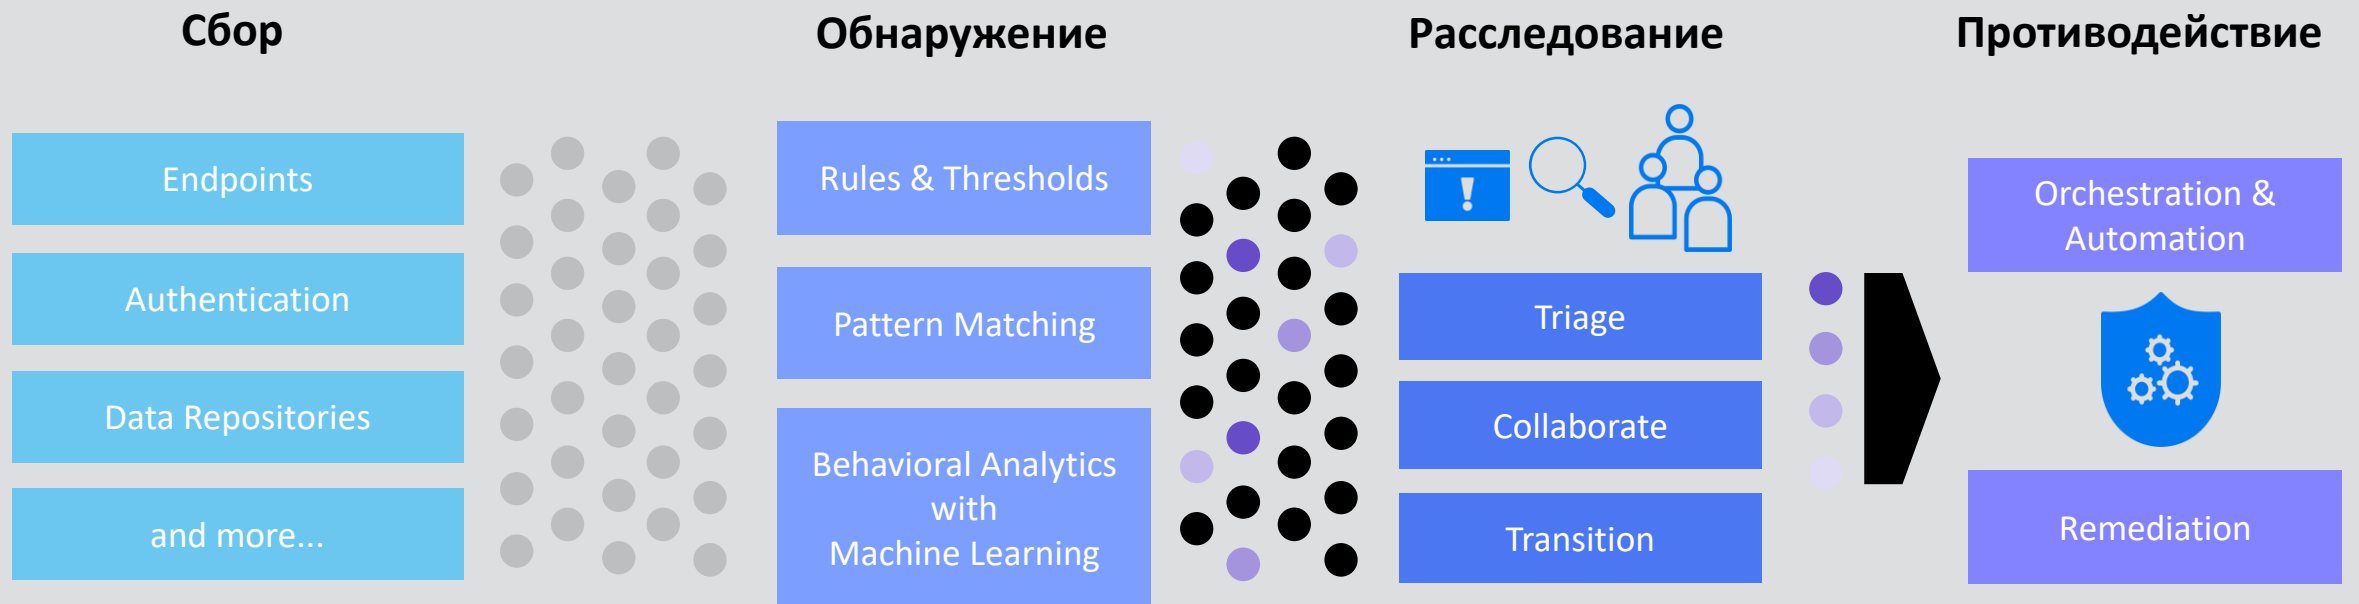 Сбор
Обнаружение
Расследование
Противодействие
Endpoints
Authentication
Data Repositories
and more...
Rules & Thresholds
Pattern Matching
Behavioral Analytics
with
Machine Learning
Triage
Collaborate
Transition
Orchestration &
Automation
Remediation